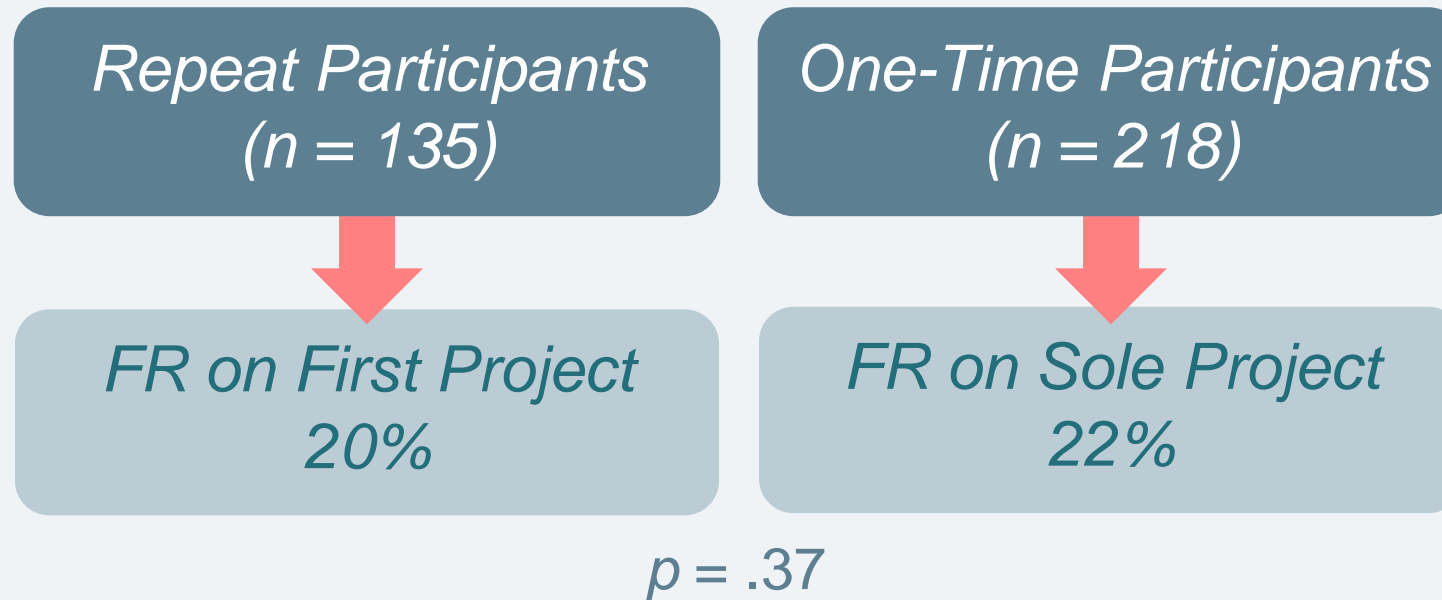 Repeat Participants
(n = 135)
One-Time Participants
(n = 218)
FR on First Project
20%
FR on Sole Project
22%
p = .37